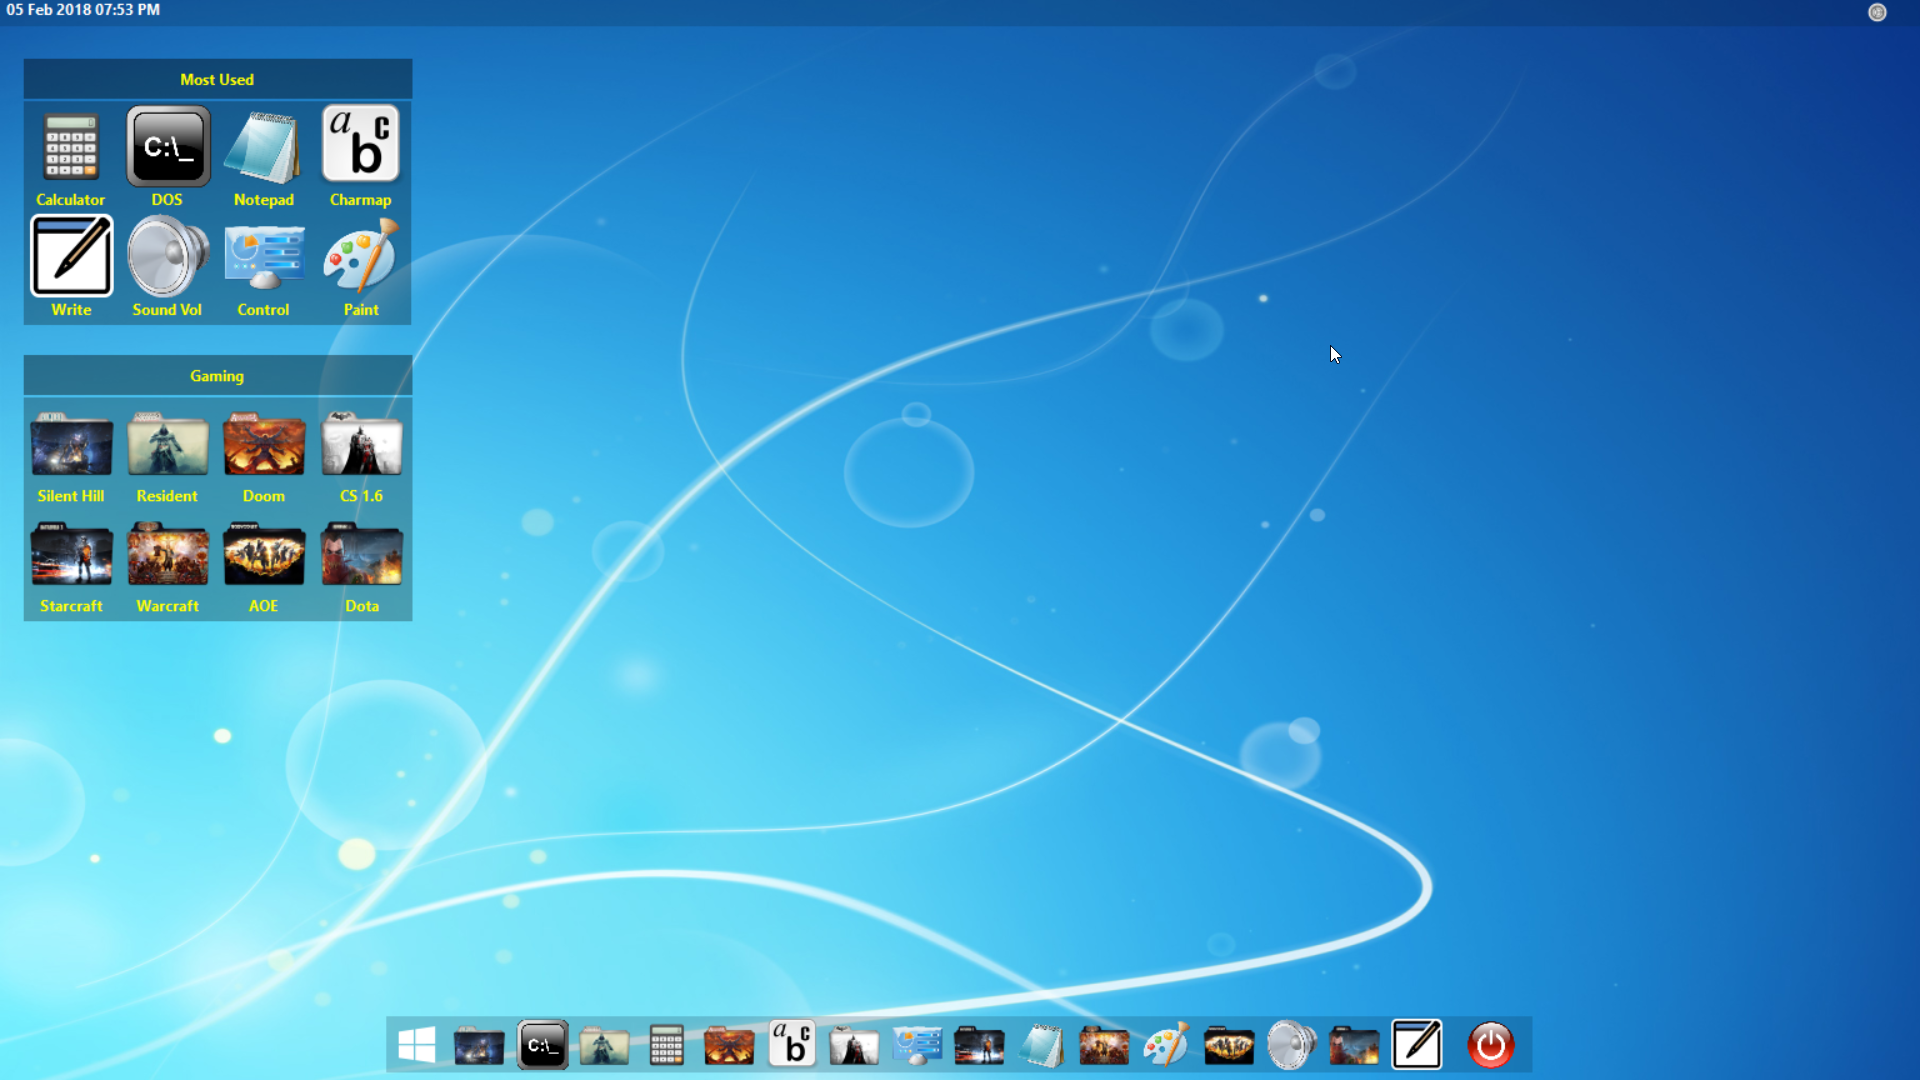 05 Feb 2018 07:53 PM
Most Used
C:\_
a b c
Calculator DOS Notepad Charmap
Write Sound Vol Control Paint
Gaming
Silent Hill Resident Doom CS 1.6
Starcraft Warcraft AOE Dota
C:\_ a b c